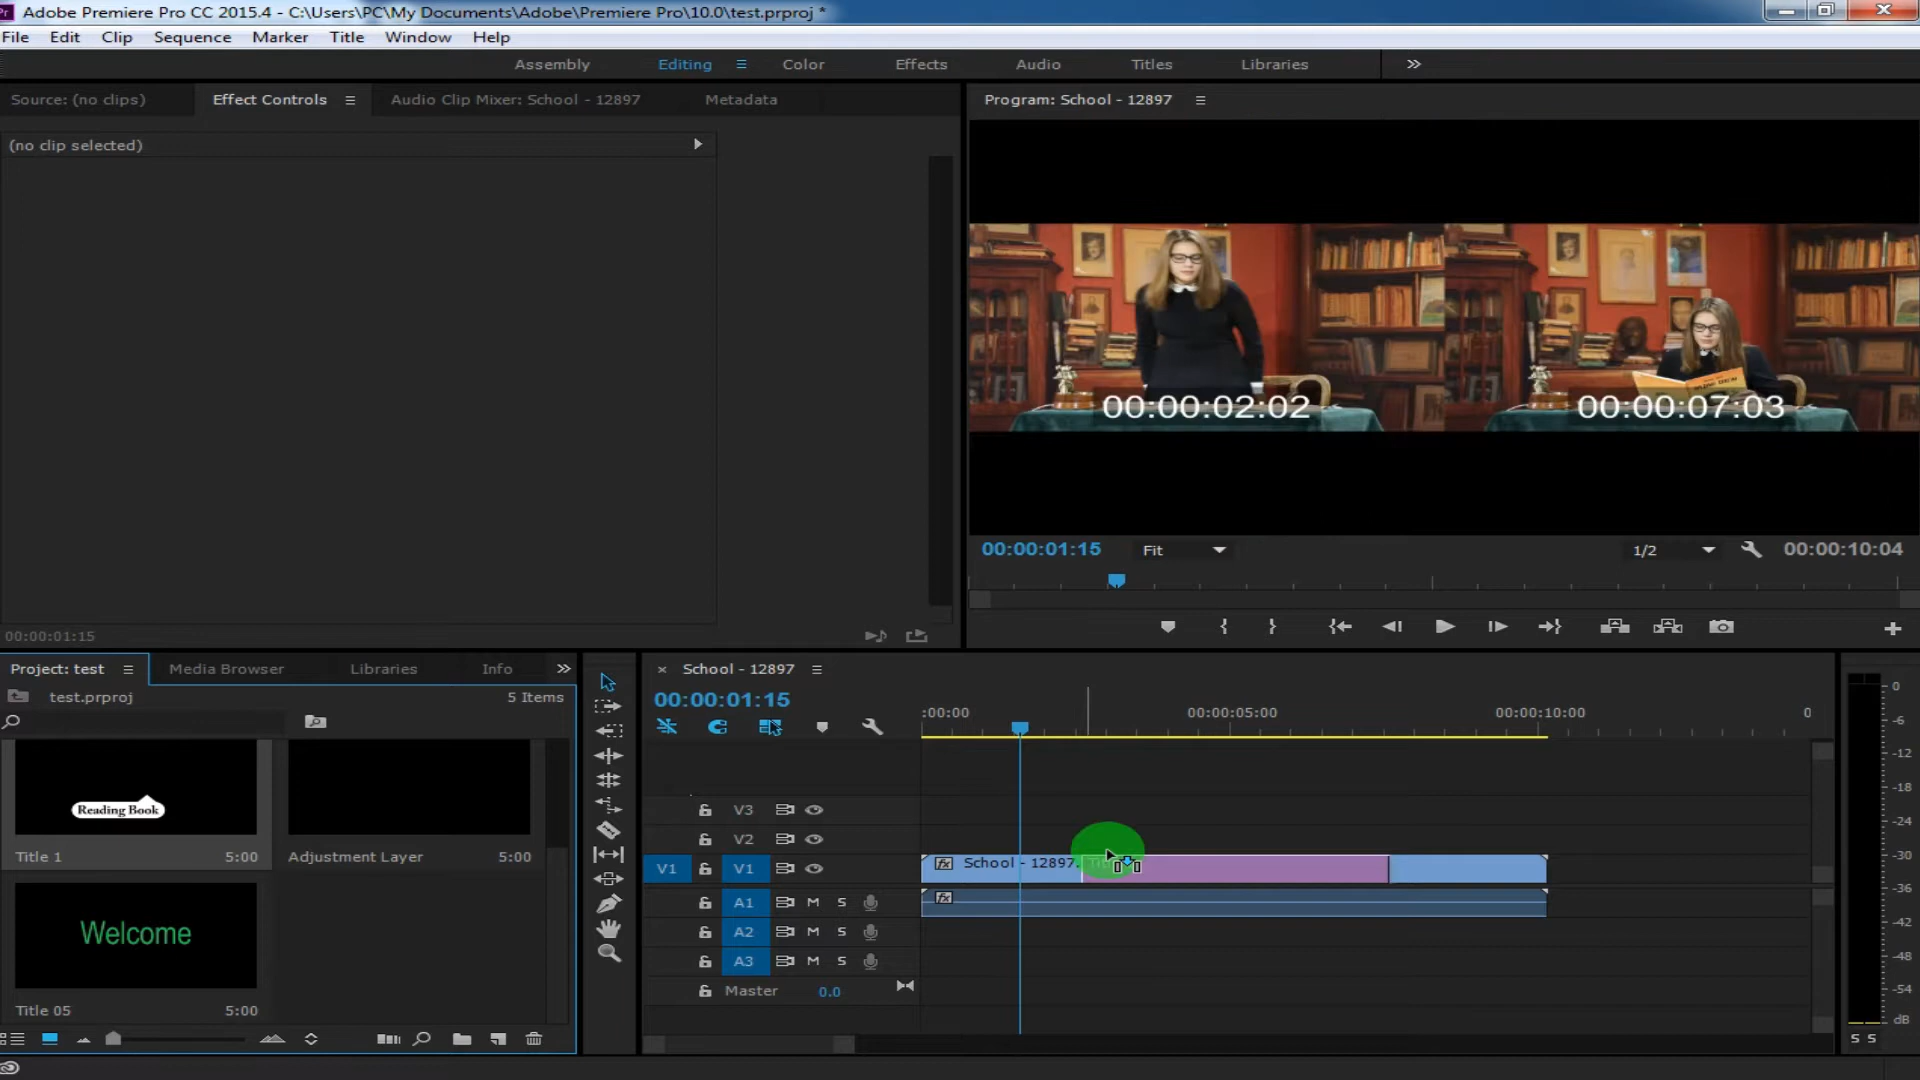 Pr Adobe Premiere Pro CC 2015.4 - C:\Users\PC\My Documents\Adobe\Premiere Pro\10.0\test.prproj *
File Edit Clip Sequence Marker Title Window Help
Assembly Editing Color Effects Audio Titles Libraries
Source: (no clips) Effect Controls Audio Clip Mixer: School - 12897 Metadata
Program: School - 12897
(no clip selected)
00:00:02:02 00:00:07:03
00:00:01:15 Fit 1/2 00:00:10:04
00:00:01:15
Project: test Media Browser Libraries Info
test.prproj 5 Items
Reading Book
Title 1 5:00 Adjustment Layer 5:00
Welcome
Title 05 5:00
× School - 12897
00:00:01:15
:00:00 00:00:05:00 00:00:10:00 0
V3
V2
V1 V1 School - 12897.
A1 M S
A2 M S
A3 M S
Master 0.0
0
-6
-12
-18
-24
-30
-36
-42
-48
-54
dB
S S